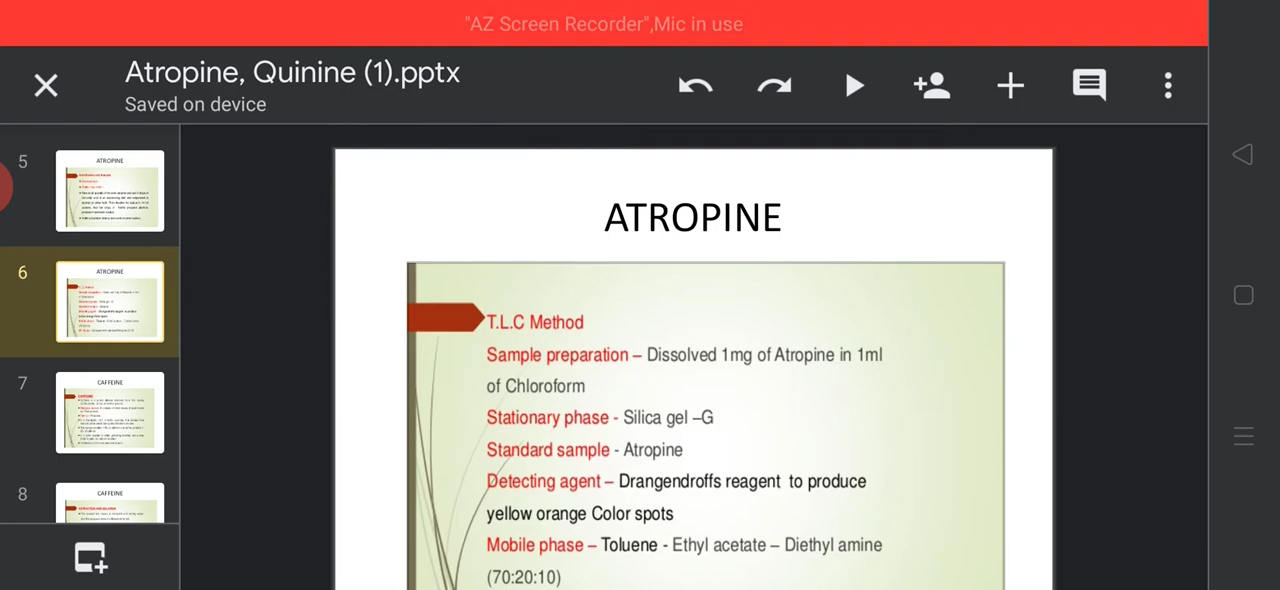 "AZ Screen Recorder",Mic in use
Atropine, Quinine (1).pptx
Saved on device
5
ATROPINE
6
ATROPINE
7
CAFFEINE
8
CAFFEINE
ATROPINE
T.L.C Method
Sample preparation – Dissolved 1mg of Atropine in 1ml
of Chloroform
Stationary phase - Silica gel –G
Standard sample - Atropine
Detecting agent – Drangendroffs reagent to produce
yellow orange Color spots
Mobile phase – Toluene - Ethyl acetate – Diethyl amine
(70:20:10)